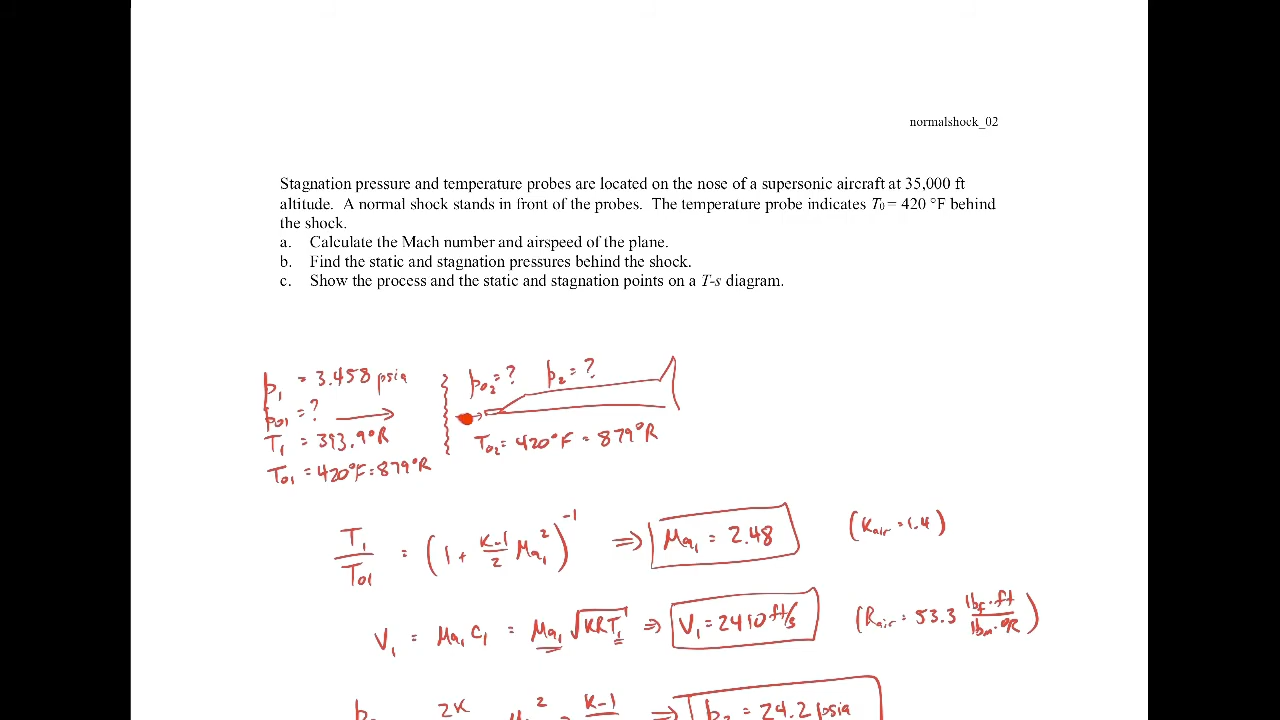 normalshock_02
Stagnation pressure and temperature probes are located on the nose of a supersonic aircraft at 35,000 ft
altitude. A normal shock stands in front of the probes. The temperature probe indicates T₀ = 420 °F behind
the shock.
a. Calculate the Mach number and airspeed of the plane.
b. Find the static and stagnation pressures behind the shock.
c. Show the process and the static and stagnation points on a T-s diagram.
p₁ = 3.458 psia
p₀₁ = ?
T₁ = 393.9°R
T₀₁ = 420°F = 879°R
p₀₂ = ? p₂ = ?
T₀₂ = 420°F = 879°R
T₁/T₀₁ = (1 + (k-1)/2 Ma₁²)⁻¹ ⇒ Ma₁ = 2.48 (k air = 1.4)
V₁ = Ma₁ c₁ = Ma₁ √kRT₁ ⇒ V₁ = 2410 ft/s (R air = 53.3 lbf·ft/lbm·°R)
2k 2 k-1 ⇒ p₂ = 24.2 psia